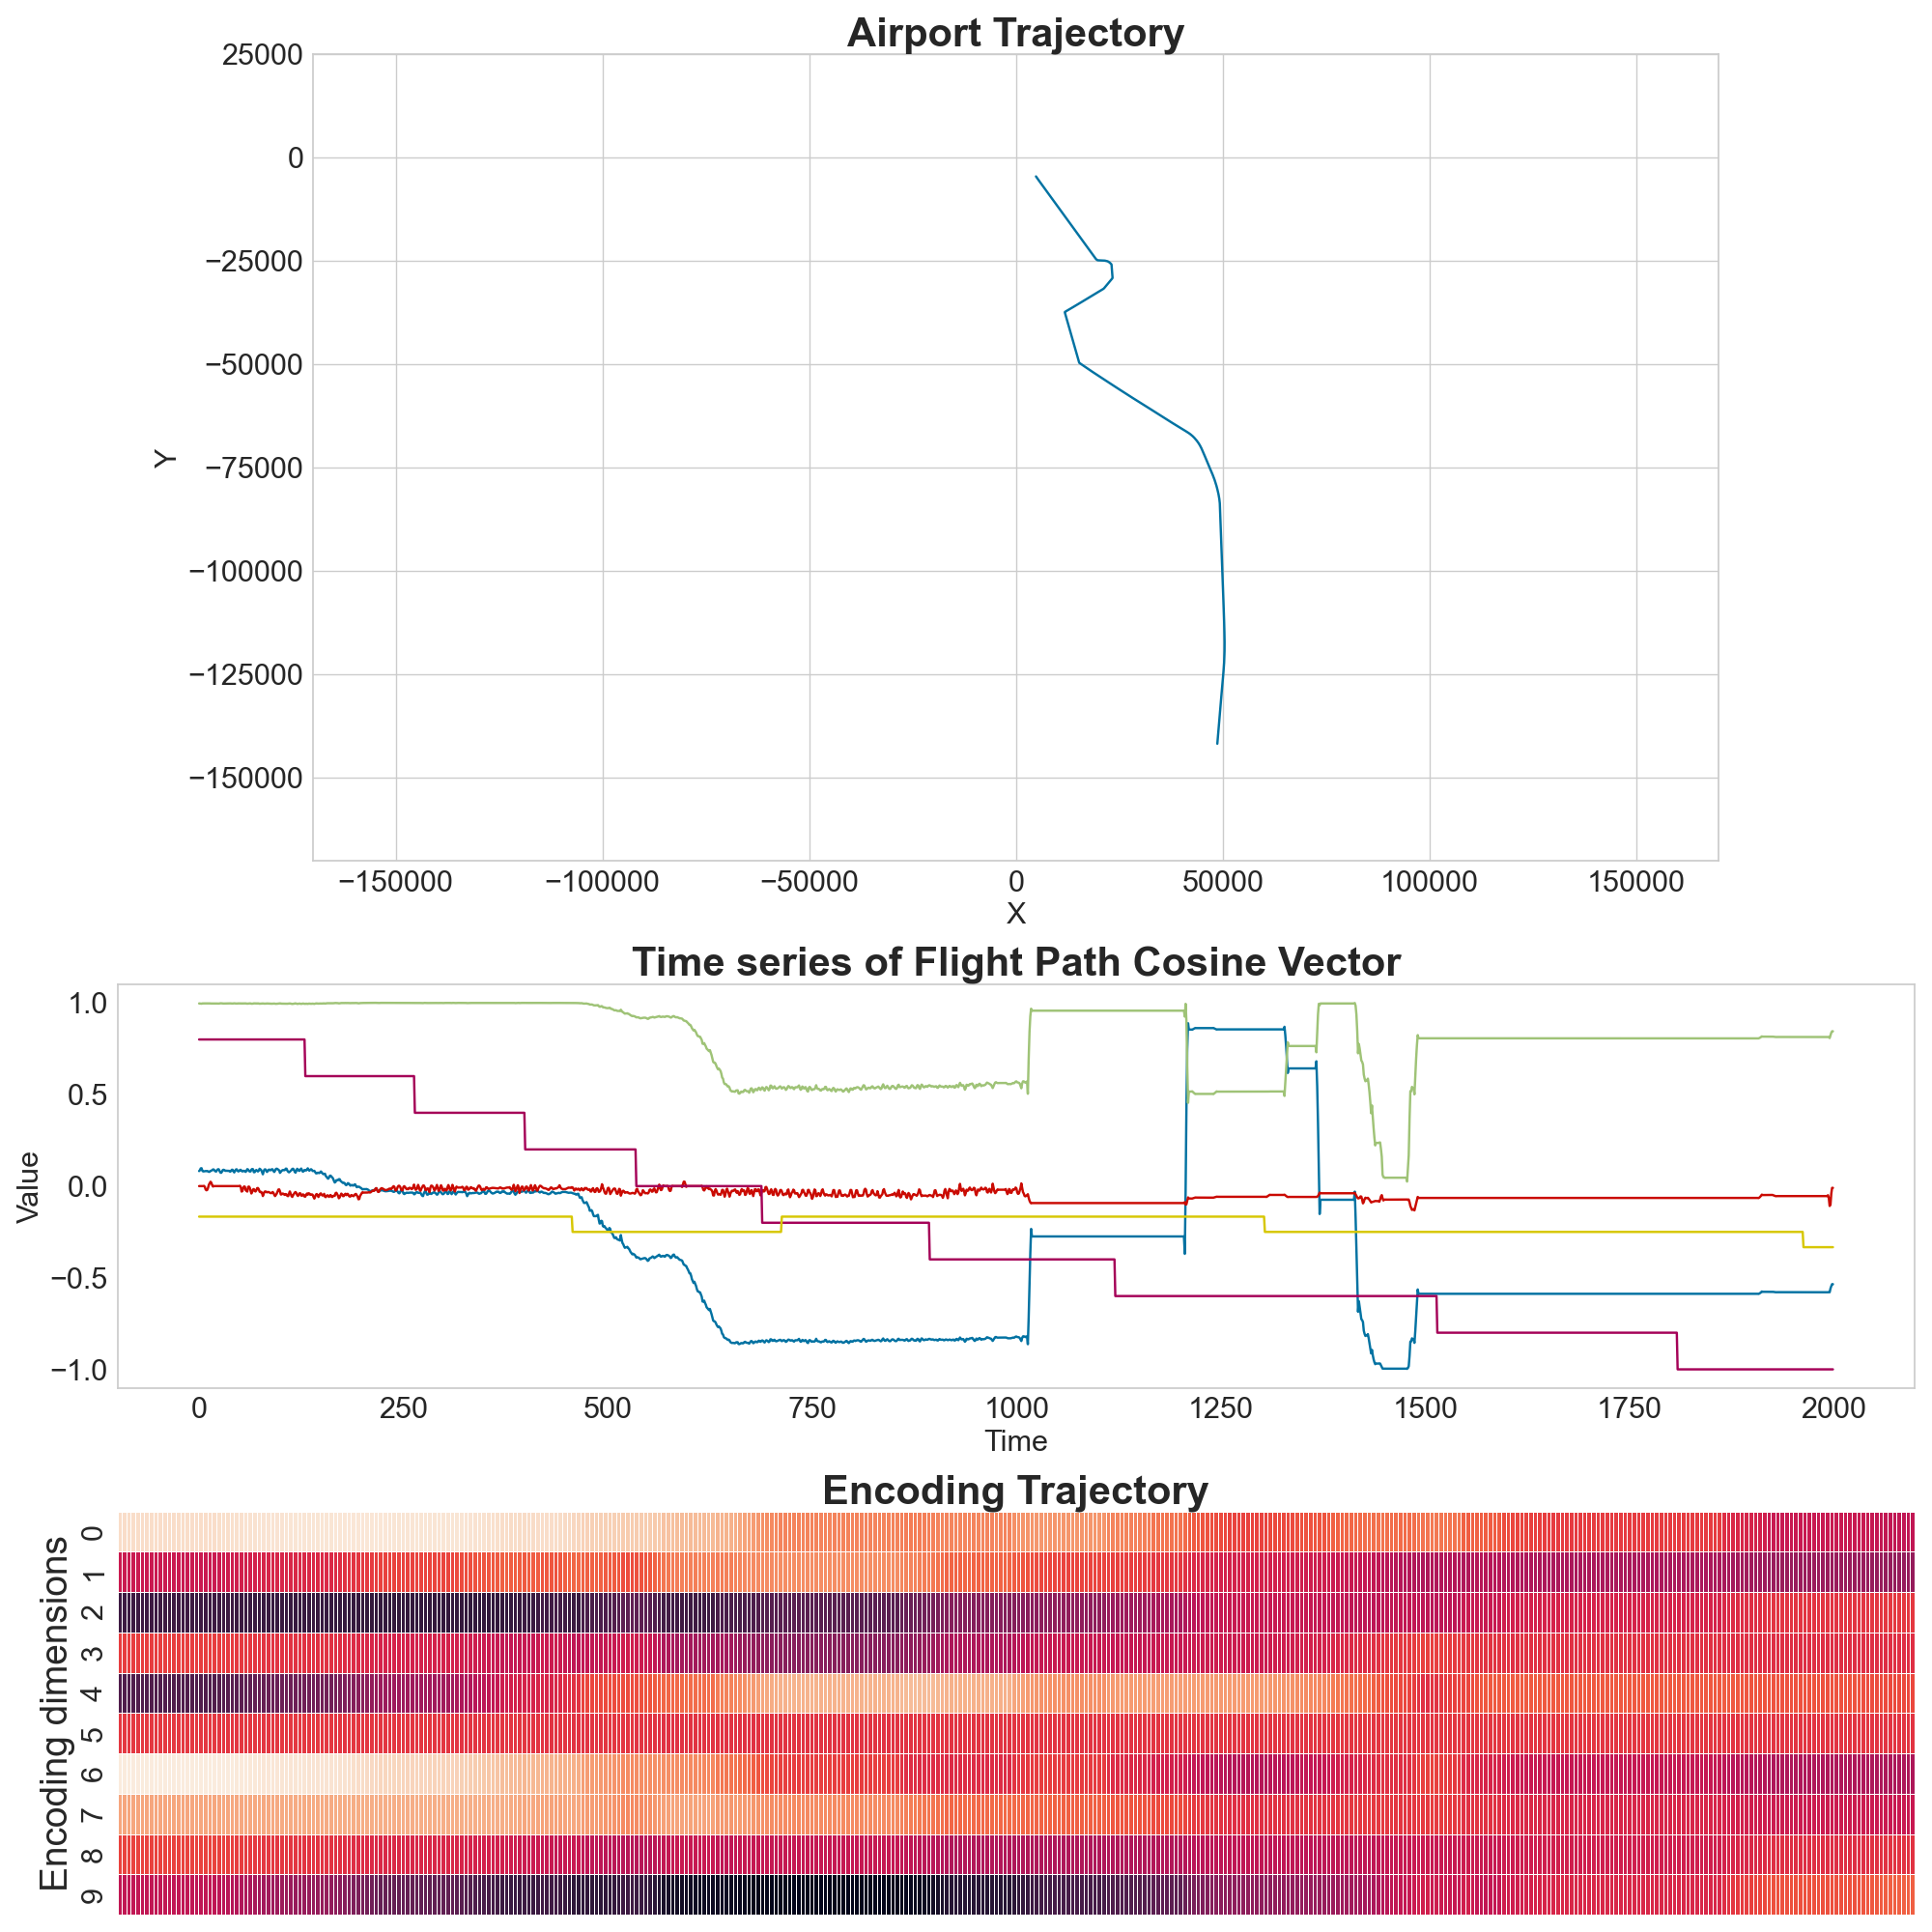 Airport Trajectory
25000
0
−25000
−50000
−75000
−100000
−125000
−150000
Y
−150000 −100000 −50000 0 50000 100000 150000
X
Time series of Flight Path Cosine Vector
1.0
0.5
0.0
−0.5
−1.0
Value
0 250 500 750 1000 1250 1500 1750 2000
Time
Encoding Trajectory
0
1
2
3
4
5
6
7
8
9
Encoding dimensions